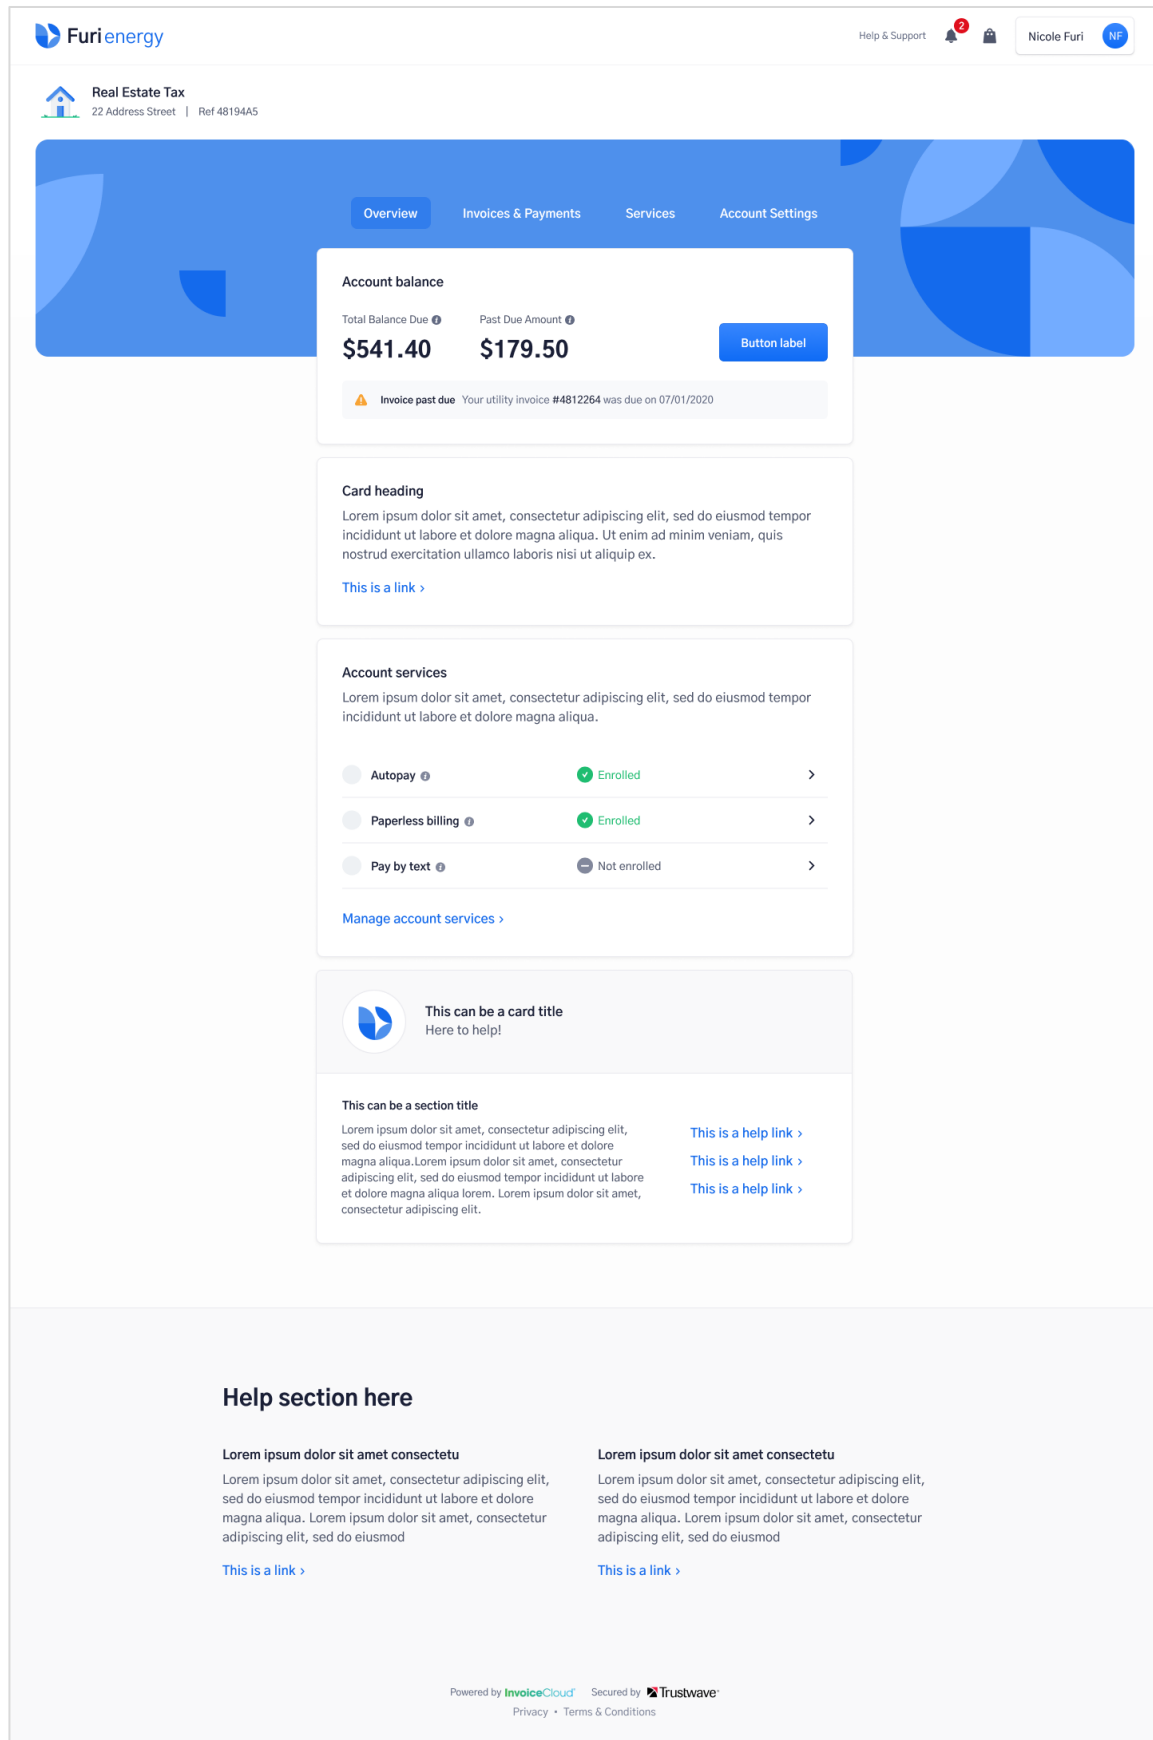 Furi energy
Help & Support
2
Nicole Furi
NF
Real Estate Tax
22 Address Street | Ref 48194A5
Overview
Invoices & Payments
Services
Account Settings
Account balance
Total Balance Due
Past Due Amount
$541.40
$179.50
Button label
Invoice past due Your utility invoice #4812264 was due on 07/01/2020
Card heading
Lorem ipsum dolor sit amet, consectetur adipiscing elit, sed do eiusmod tempor
incididunt ut labore et dolore magna aliqua. Ut enim ad minim veniam, quis
nostrud exercitation ullamco laboris nisi ut aliquip ex.
This is a link >
Account services
Lorem ipsum dolor sit amet, consectetur adipiscing elit, sed do eiusmod tempor
incididunt ut labore et dolore magna aliqua.
Autopay
Enrolled
Paperless billing
Enrolled
Pay by text
Not enrolled
Manage account services >
This can be a card title
Here to help!
This can be a section title
Lorem ipsum dolor sit amet, consectetur adipiscing elit,
sed do eiusmod tempor incididunt ut labore et dolore
magna aliqua.Lorem ipsum dolor sit amet, consectetur
adipiscing elit, sed do eiusmod tempor incididunt ut labore
et dolore magna aliqua lorem. Lorem ipsum dolor sit amet,
consectetur adipiscing elit.
This is a help link >
This is a help link >
This is a help link >
Help section here
Lorem ipsum dolor sit amet consectetu
Lorem ipsum dolor sit amet, consectetur adipiscing elit,
sed do eiusmod tempor incididunt ut labore et dolore
magna aliqua. Lorem ipsum dolor sit amet, consectetur
adipiscing elit, sed do eiusmod
This is a link >
Lorem ipsum dolor sit amet consectetu
Lorem ipsum dolor sit amet, consectetur adipiscing elit,
sed do eiusmod tempor incididunt ut labore et dolore
magna aliqua. Lorem ipsum dolor sit amet, consectetur
adipiscing elit, sed do eiusmod
This is a link >
Powered by InvoiceCloud Secured by Trustwave
Privacy • Terms & Conditions